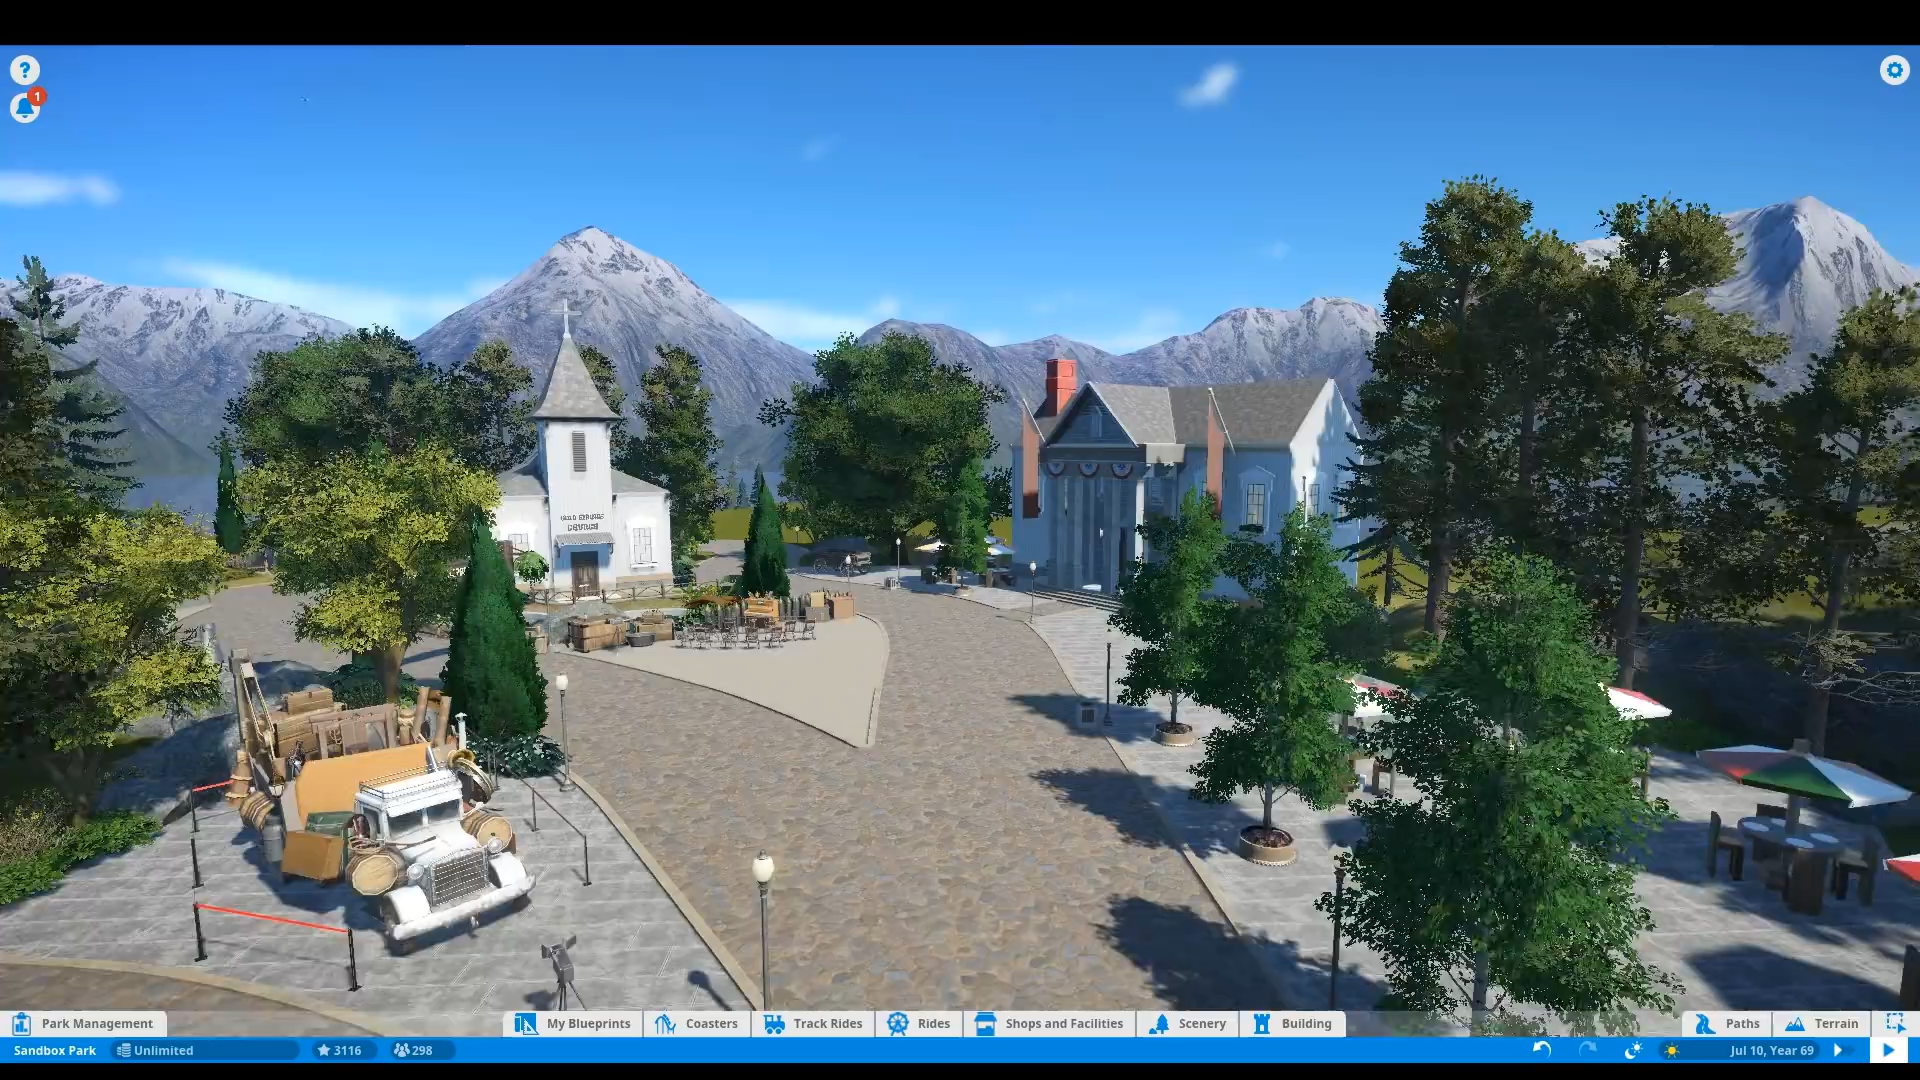 ?
1
CHURCH
Park Management
My Blueprints
Coasters
Track Rides
Rides
Shops and Facilities
Scenery
Building
Paths
Terrain
Sandbox Park
Unlimited
3116
298
Jul 10, Year 69